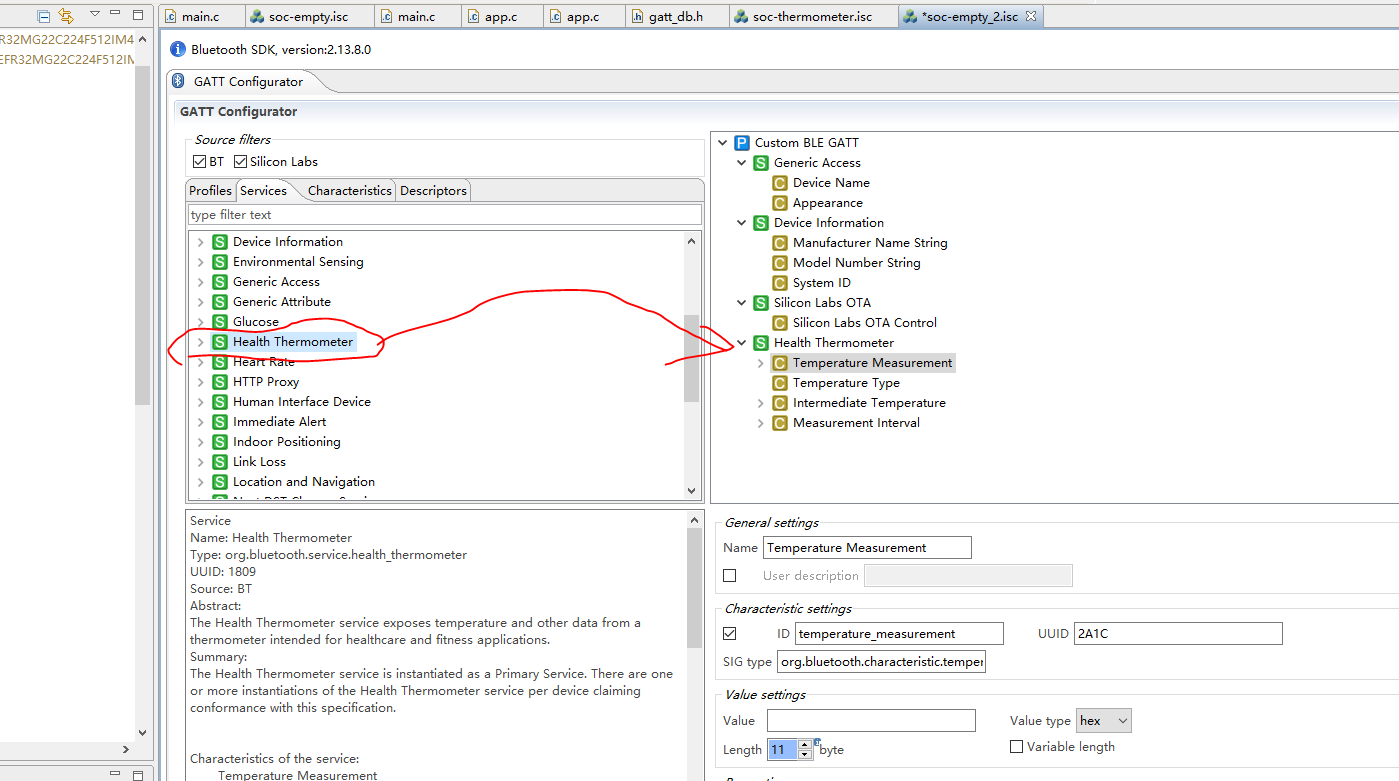 R32MG22C224F512IM4
EFR32MG22C224F512IM
main.c
soc-empty.isc
main.c
app.c
app.c
gatt_db.h
soc-thermometer.isc
*soc-empty_2.isc
Bluetooth SDK, version:2.13.8.0
GATT Configurator
GATT Configurator
Source filters
BT
Silicon Labs
Profiles
Services
Characteristics
Descriptors
type filter text
Device Information
Environmental Sensing
Generic Access
Generic Attribute
Glucose
Health Thermometer
Heart Rate
HTTP Proxy
Human Interface Device
Immediate Alert
Indoor Positioning
Link Loss
Location and Navigation
Service
Name: Health Thermometer
Type: org.bluetooth.service.health_thermometer
UUID: 1809
Source: BT
Abstract:
The Health Thermometer service exposes temperature and other data from a
thermometer intended for healthcare and fitness applications.
Summary:
The Health Thermometer service is instantiated as a Primary Service. There are one
or more instantiations of the Health Thermometer service per device claiming
conformance with this specification.
Characteristics of the service:
Temperature Measurement
Custom BLE GATT
Generic Access
Device Name
Appearance
Device Information
Manufacturer Name String
Model Number String
System ID
Silicon Labs OTA
Silicon Labs OTA Control
Health Thermometer
Temperature Measurement
Temperature Type
Intermediate Temperature
Measurement Interval
General settings
Name Temperature Measurement
User description
Characteristic settings
ID temperature_measurement UUID 2A1C
SIG type org.bluetooth.characteristic.temper
Value settings
Value Value type hex
Length 11 byte Variable length